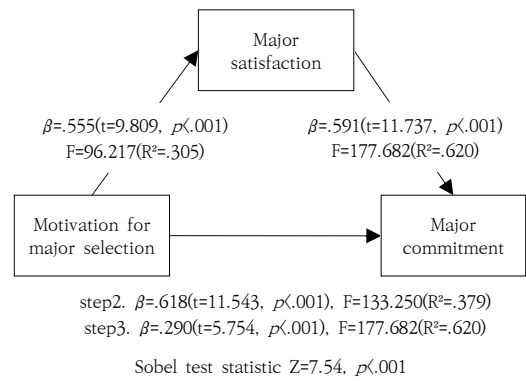 Major
satisfaction
β=.555(t=9.809, p<.001)
F=96.217(R²=.305)
β=.591(t=11.737, p<.001)
F=177.682(R²=.620)
Motivation for
major selection
Major
commitment
step2. β=.618(t=11.543, p<.001), F=133.250(R²=.379)
step3. β=.290(t=5.754, p<.001), F=177.682(R²=.620)
Sobel test statistic Z=7.54, p<.001